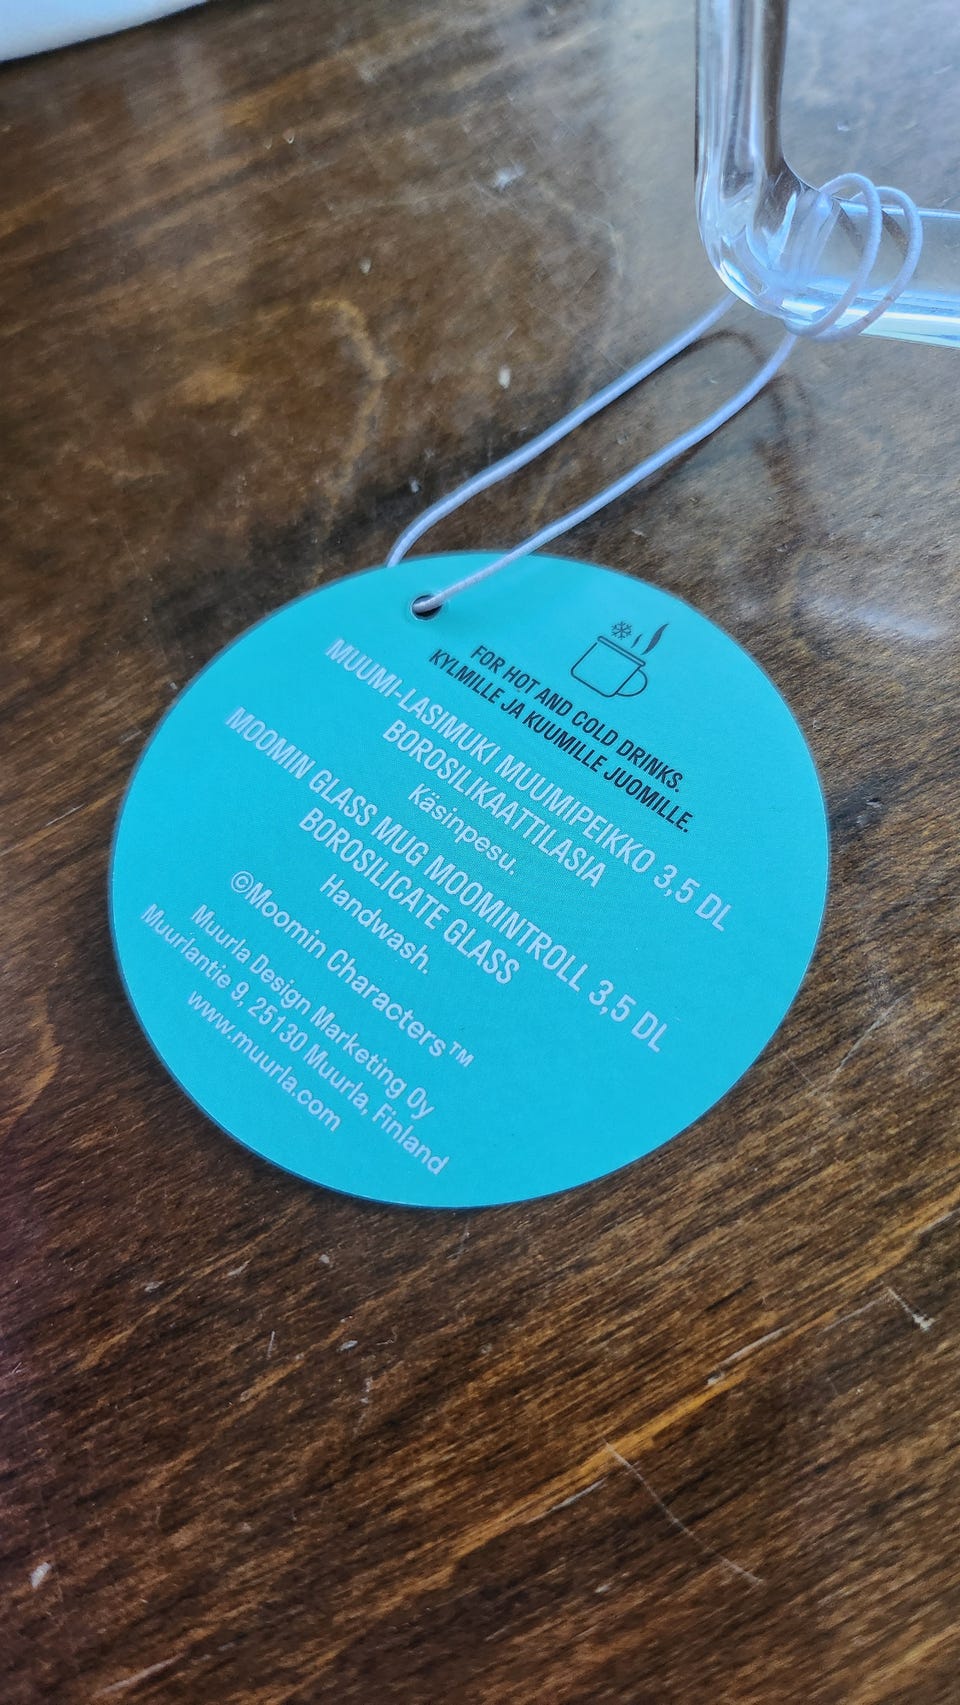 FOR HOT AND COLD DRINKS.
KYLMILLE JA KUUMILLE JUOMILLE.
MUUMI-LASIMUKI MUUMIPEIKKO 3,5 DL
BOROSILIKAATTILASIA
Käsinpesu.
MOOMIN GLASS MUG MOOMINTROLL 3,5 DL
BOROSILICATE GLASS
Handwash.
©Moomin Characters™
Muurla Design Marketing Oy
Muurlantie 9, 25130 Muurla, Finland
www.muurla.com